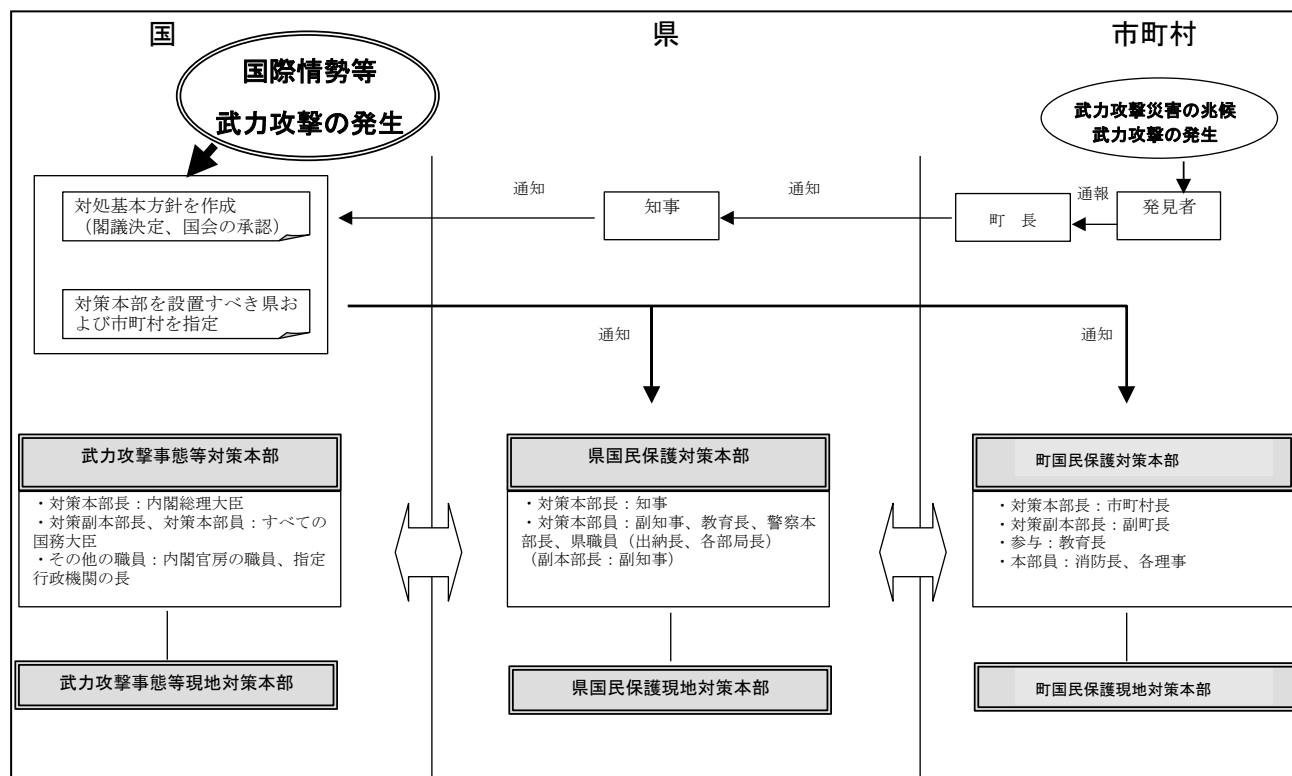 国
県
市町村
国際情勢等
武力攻撃の発生
武力攻撃災害の兆候
武力攻撃の発生
対処基本方針を作成
（閣議決定、国会の承認）
通知
知事
通知
町　長
通報
発見者
対策本部を設置すべき県お
よび市町村を指定
通知
通知
武力攻撃事態等対策本部
・対策本部長：内閣総理大臣
・対策副本部長、対策本部員：すべての
国務大臣
・その他の職員：内閣官房の職員、指定
行政機関の長
県国民保護対策本部
・対策本部長：知事
・対策本部員：副知事、教育長、警察本
部長、県職員（出納長、各部局長）
（副本部長：副知事）
町国民保護対策本部
・対策本部長：市町村長
・対策副本部長：副町長
・参与：教育長
・本部員：消防長、各理事
武力攻撃事態等現地対策本部
県国民保護現地対策本部
町国民保護現地対策本部